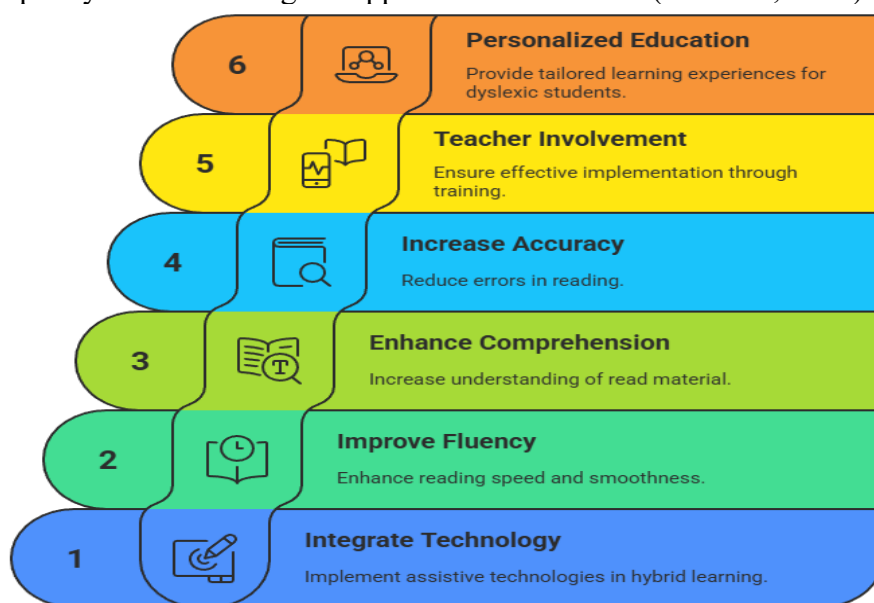 6
Personalized Education
Provide tailored learning experiences for
dyslexic students.
5
Teacher Involvement
Ensure effective implementation through
training.
4
Increase Accuracy
Reduce errors in reading.
3
Enhance Comprehension
T
Increase understanding of read material.
2
Improve Fluency
Enhance reading speed and smoothness.
1
Integrate Technology
Implement assistive technologies in hybrid learning.